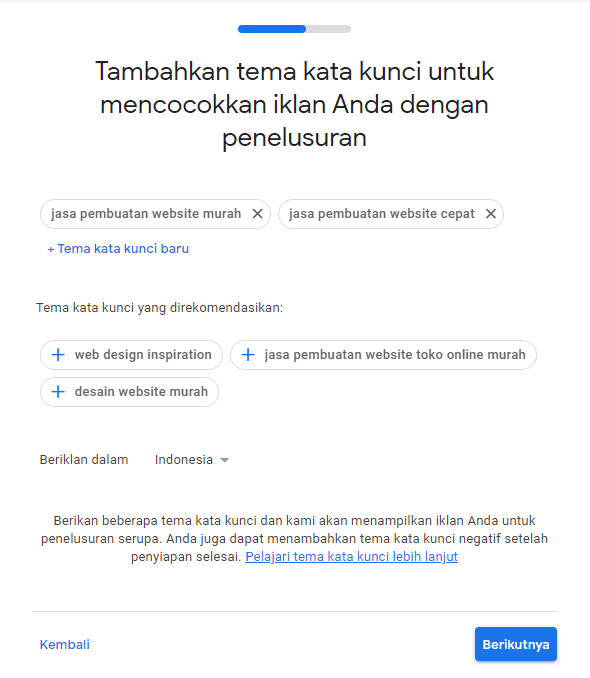 Tambahkan tema kata kunci untuk
mencocokkan iklan Anda dengan
penelusuran
jasa pembuatan website murah ✕ jasa pembuatan website cepat ✕
+ Tema kata kunci baru
Tema kata kunci yang direkomendasikan:
+ web design inspiration + jasa pembuatan website toko online murah
+ desain website murah
Beriklan dalam Indonesia
Berikan beberapa tema kata kunci dan kami akan menampilkan iklan Anda untuk
penelusuran serupa. Anda juga dapat menambahkan tema kata kunci negatif setelah
penyiapan selesai. Pelajari tema kata kunci lebih lanjut
Kembali Berikutnya